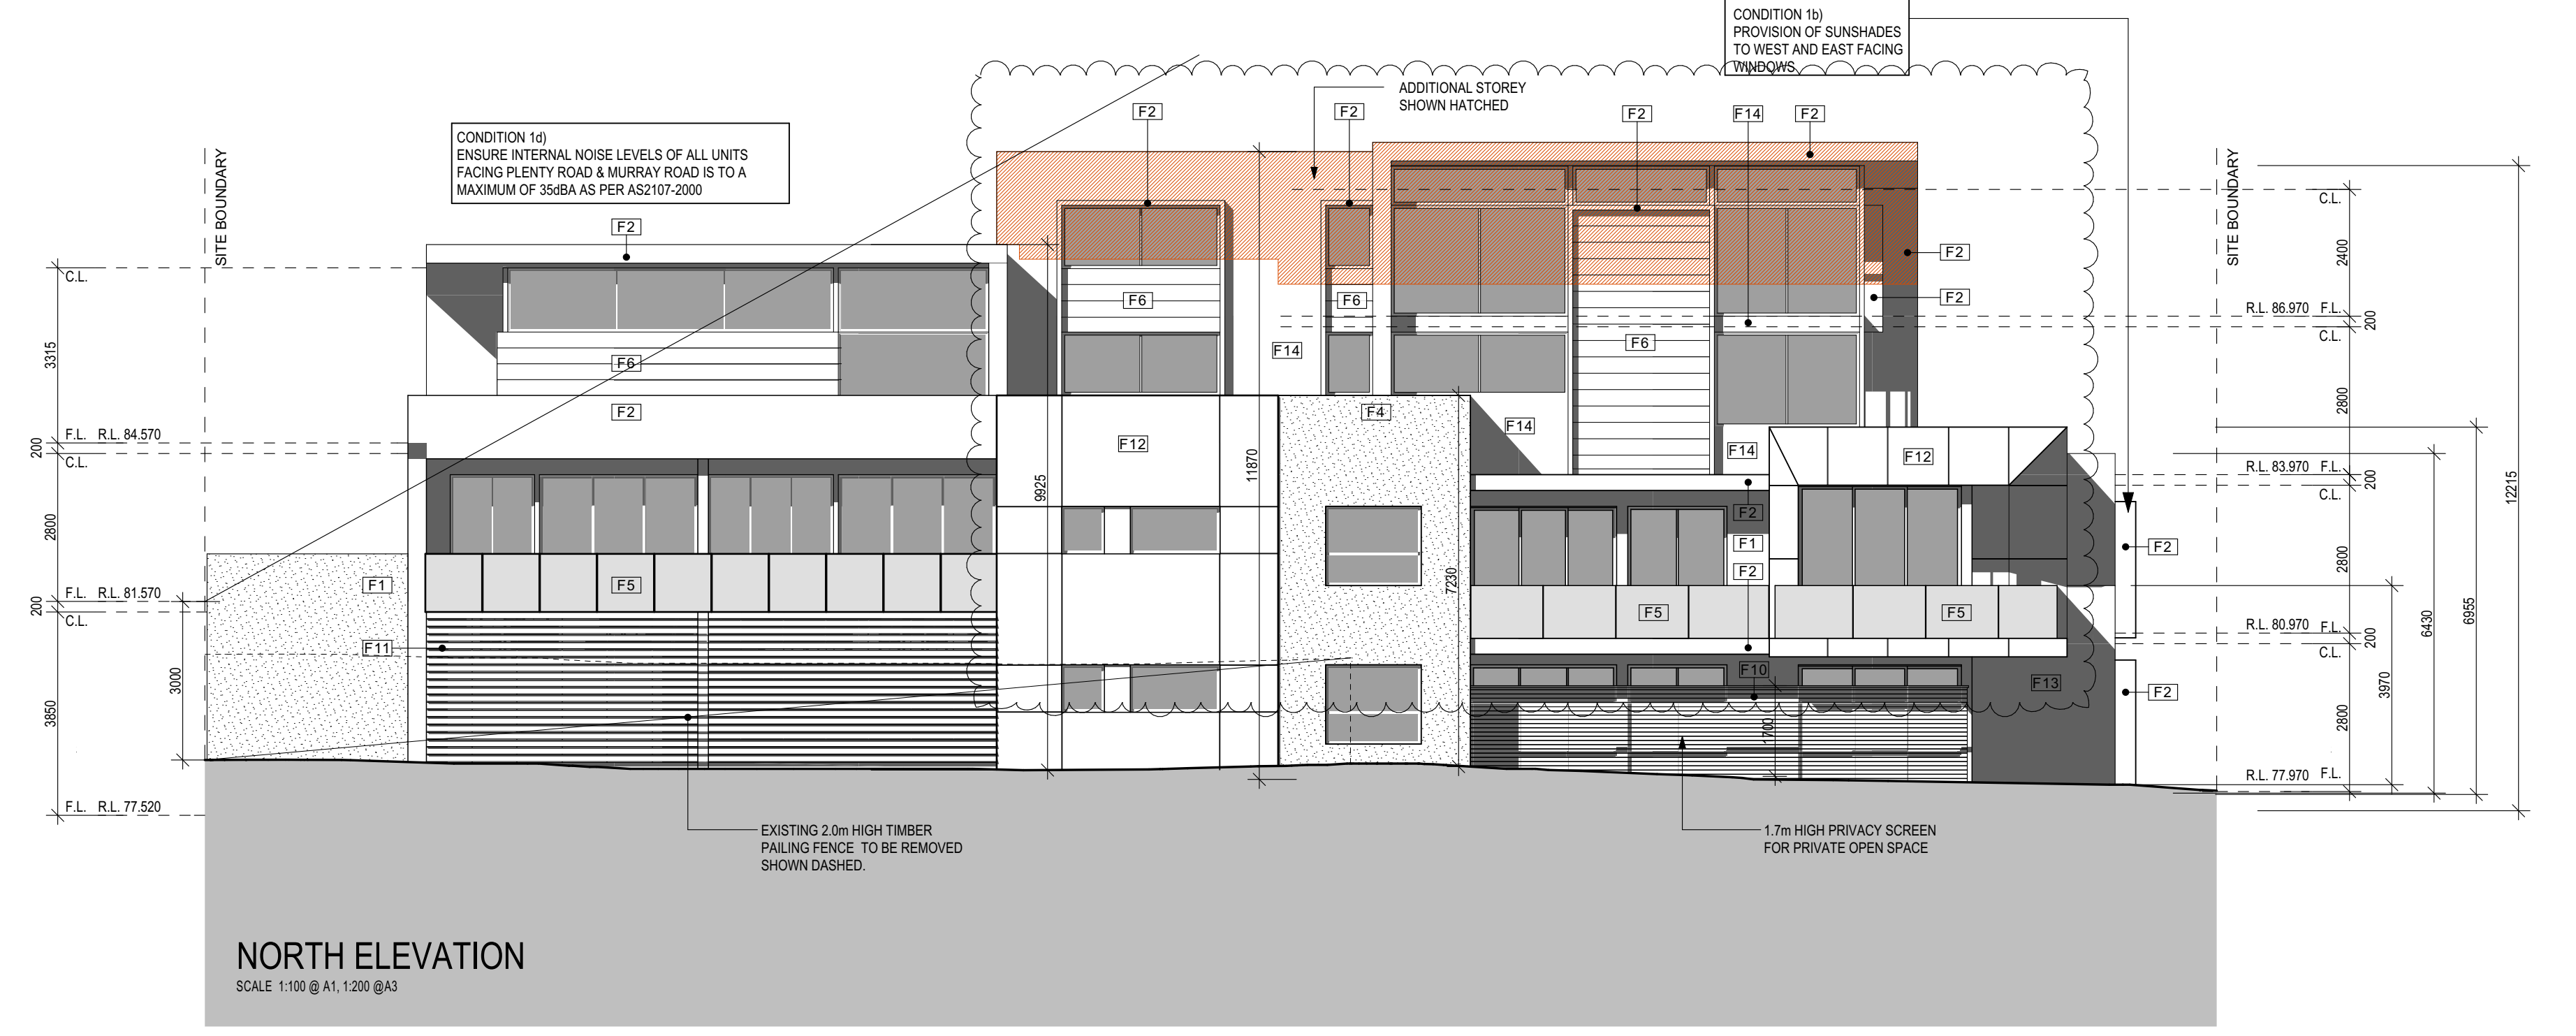 CONDITION 1b)
PROVISION OF SUNSHADES
TO WEST AND EAST FACING
WINDOWS
ADDITIONAL STOREY
SHOWN HATCHED
CONDITION 1d)
ENSURE INTERNAL NOISE LEVELS OF ALL UNITS
FACING PLENTY ROAD & MURRAY ROAD IS TO A
MAXIMUM OF 35dBA AS PER AS2107-2000
SITE BOUNDARY
SITE BOUNDARY
F2
F2
F2
F14
F2
F2
F2
F2
F6
F6
F14
F6
F6
F2
F4
F12
F14
F14
F12
F2
F1
F2
F2
F1
F5
F5
F5
F11
F10
F13
F2
C.L.
3315
F.L. R.L. 84.570
200
C.L.
2800
F.L. R.L. 81.570
200
C.L.
3000
3850
F.L. R.L. 77.520
9925
11870
7230
1700
C.L.
2400
R.L. 86.970 F.L.
200
C.L.
2800
R.L. 83.970 F.L.
200
C.L.
2800
R.L. 80.970 F.L.
200
C.L.
2800
R.L. 77.970 F.L.
3970
6430
6955
12215
EXISTING 2.0m HIGH TIMBER
PAILING FENCE TO BE REMOVED
SHOWN DASHED.
1.7m HIGH PRIVACY SCREEN
FOR PRIVATE OPEN SPACE
NORTH ELEVATION
SCALE 1:100 @ A1, 1:200 @A3